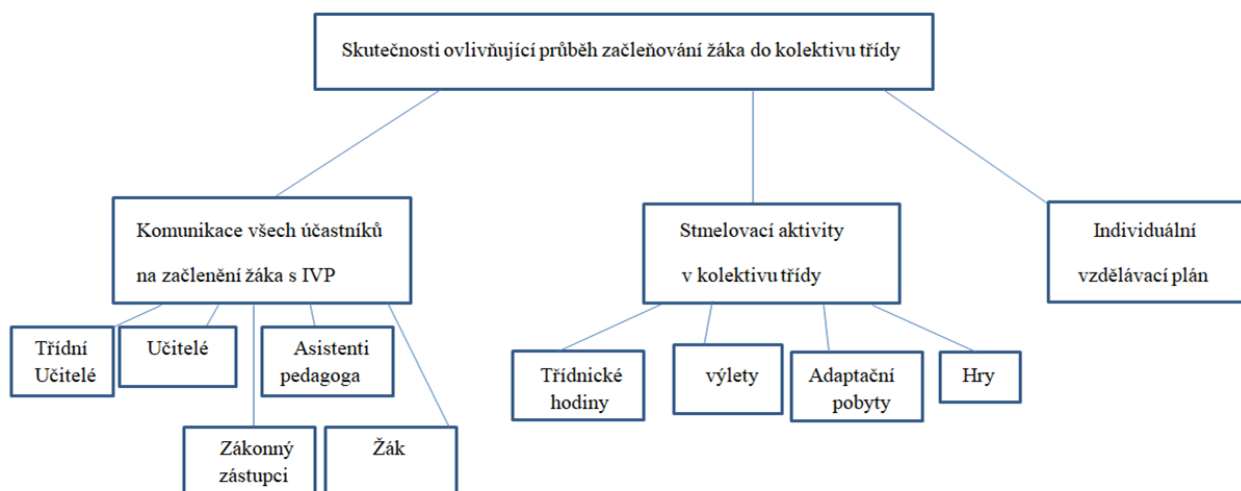 Skutečnosti ovlivňující průběh začleňování žáka do kolektivu třídy
Komunikace všech účastníků
na začlenění žáka s IVP
Stmelovací aktivity
v kolektivu třídy
Individuální
vzdělávací plán
Třídní
Učitelé
Učitelé
Asistenti
pedagoga
Zákonný
zástupci
Žák
Třídnické
hodiny
výlety
Adaptační
pobyty
Hry